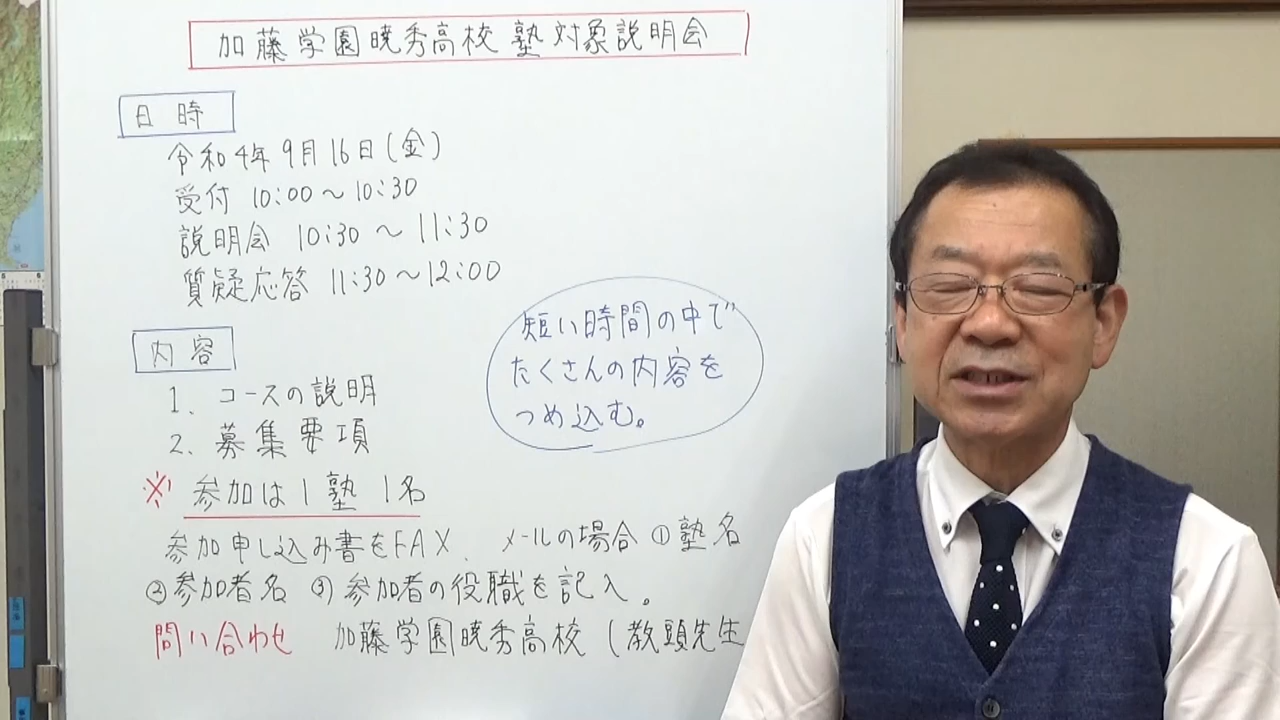 加藤学園暁秀高校 塾対象説明会
日時
令和4年9月16日(金)
受付 10:00～10:30
説明会 10:30～11:30
質疑応答 11:30～12:00
短い時間の中で
たくさんの内容を
つめ込む。
内容
1、コースの説明
2、募集要項
※ 参加は1塾1名
参加申し込み書をFAX、メールの場合①塾名
②参加者名 ③参加者の役職を記入。
問い合わせ 加藤学園暁秀高校(教頭先生